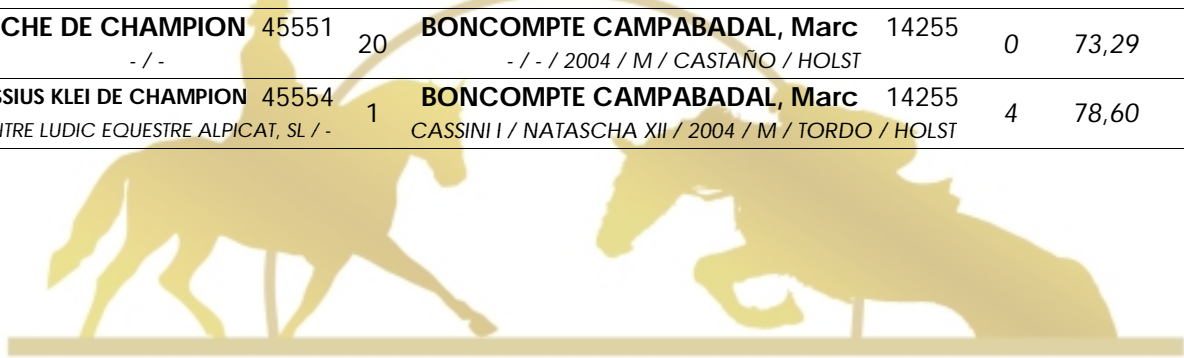 CHE DE CHAMPION 45551 20 BONCOMPTE CAMPABADAL, Marc 14255 0 73,29
- / - - / - / 2004 / M / CASTAÑO / HOLST
SSIUS KLEI DE CHAMPION 45554 1 BONCOMPTE CAMPABADAL, Marc 14255 4 78,60
NTRE LUDIC EQUESTRE ALPICAT, SL / - CASSINI I / NATASCHA XII / 2004 / M / TORDO / HOLST